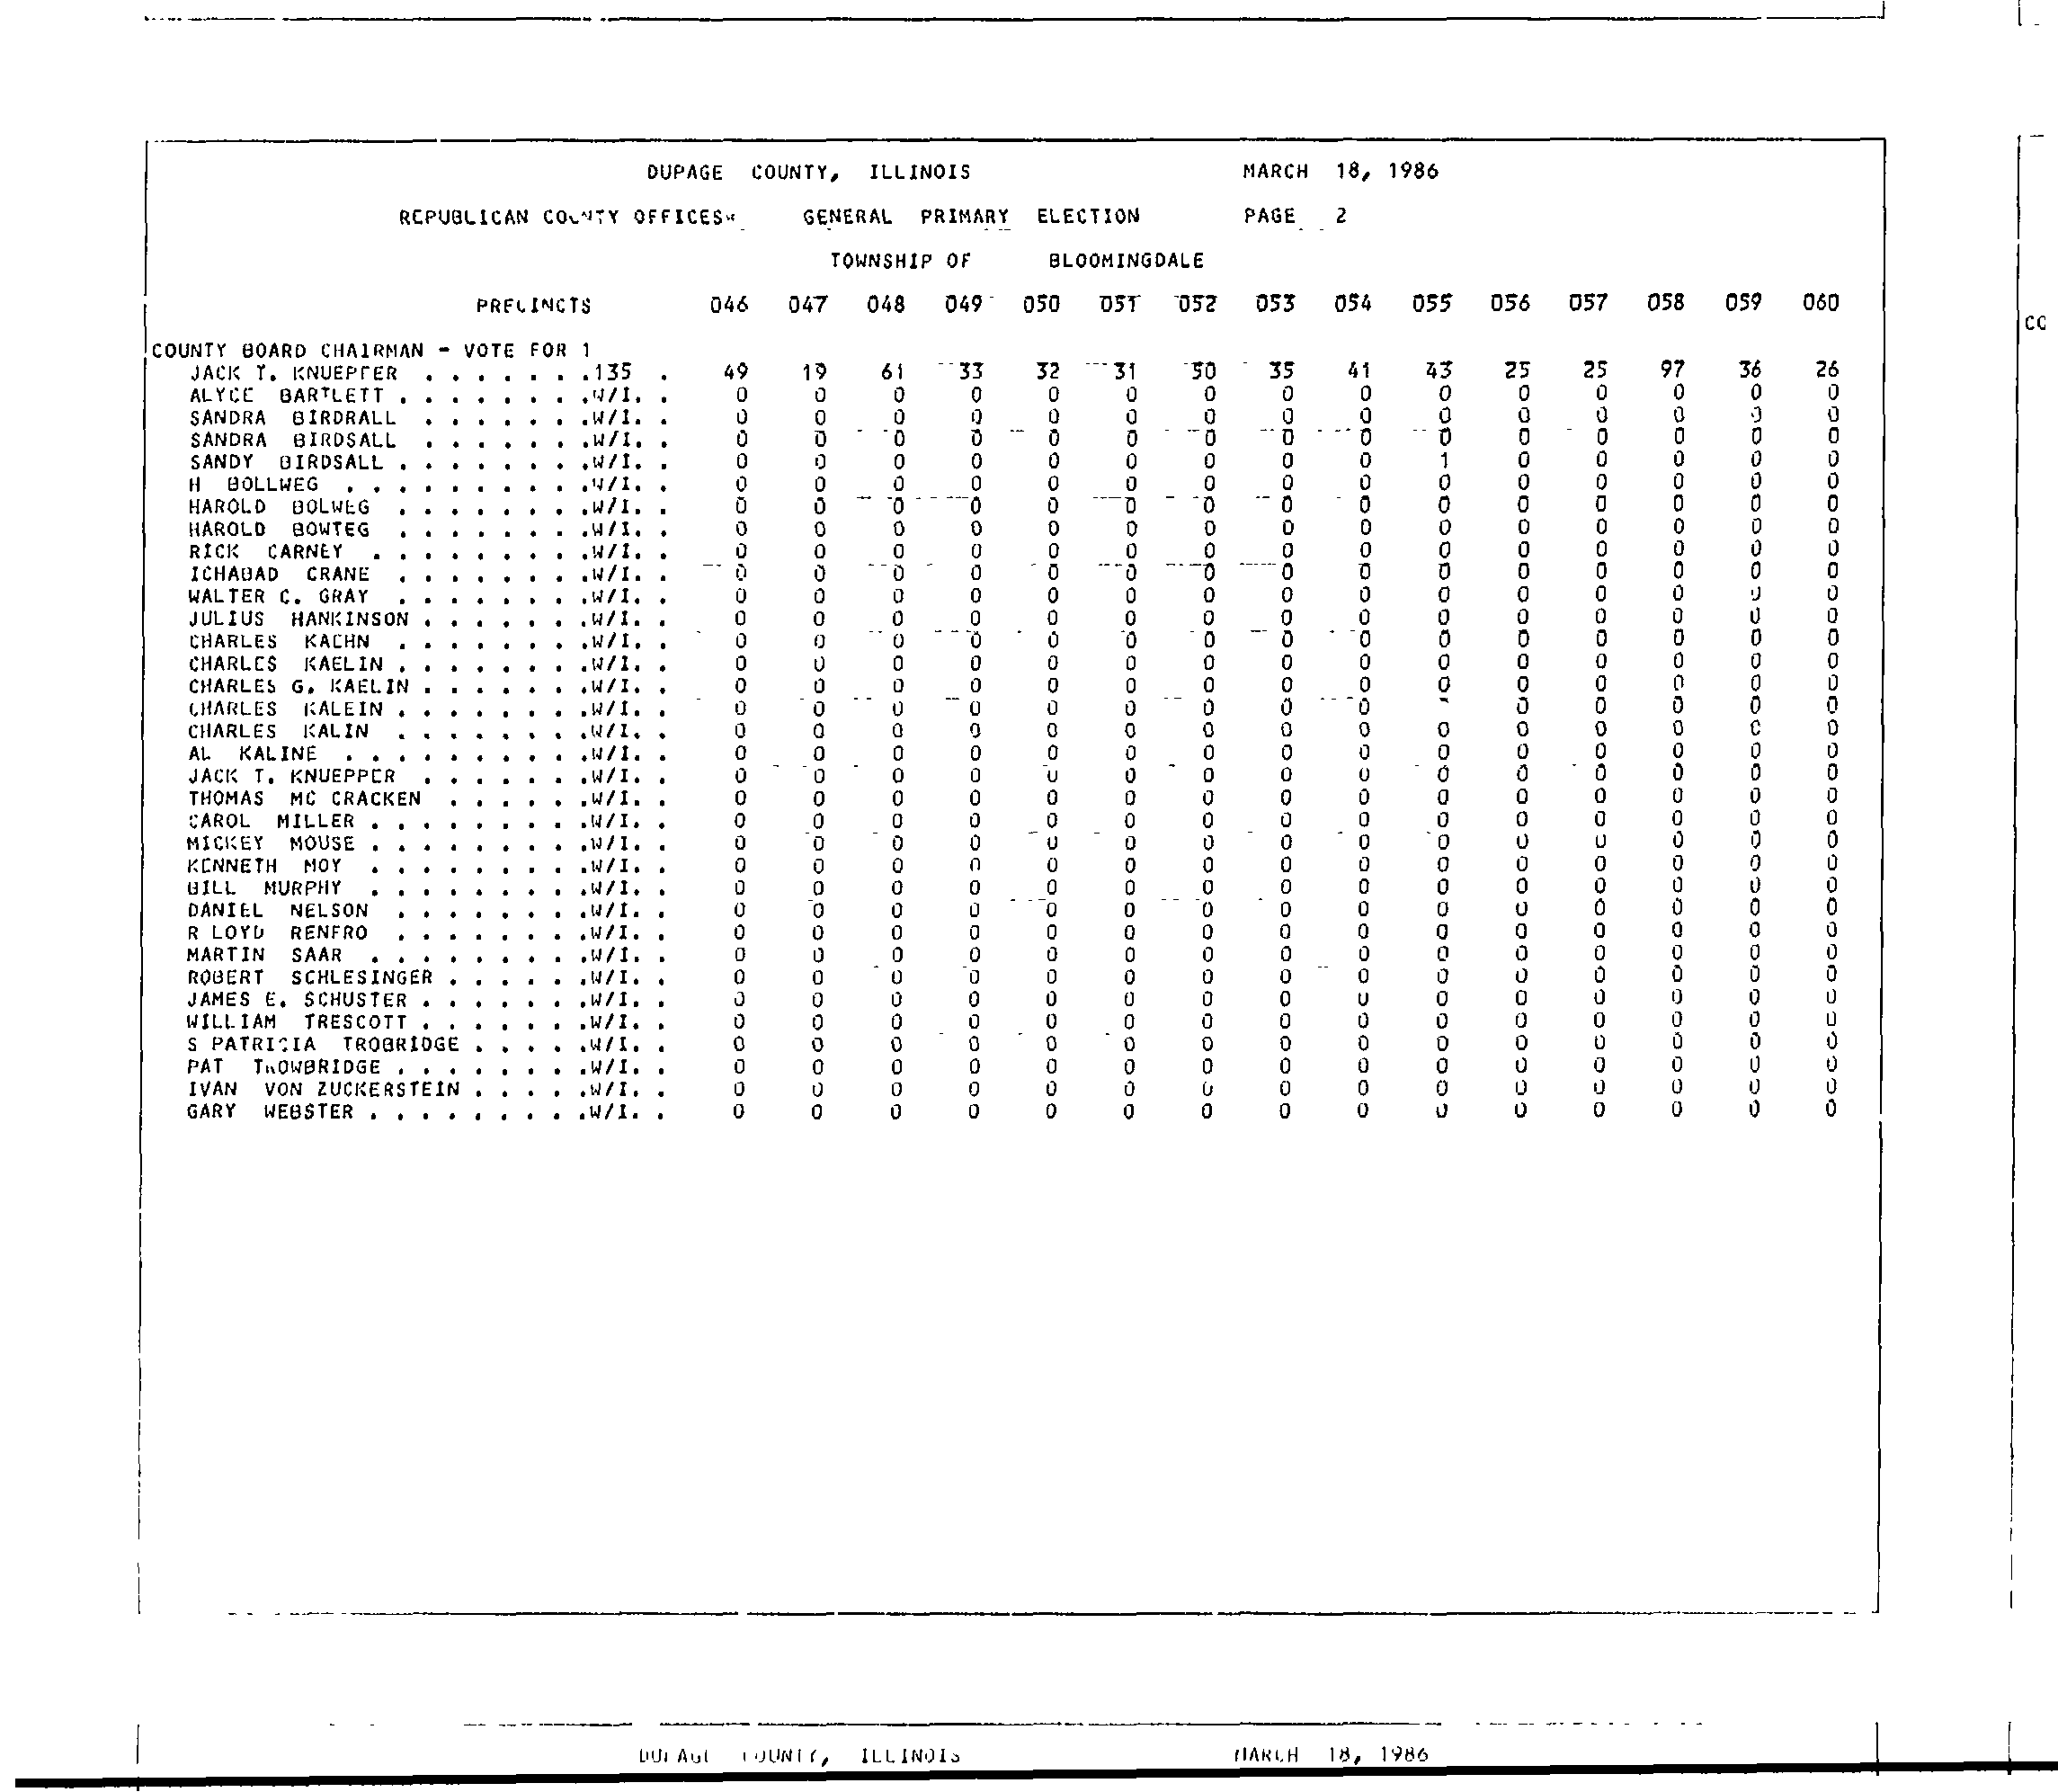 DUPAGE COUNTY, ILLINOIS MARCH 18, 1986
REPUBLICAN COUNTY OFFICES GENERAL PRIMARY ELECTION PAGE 2
TOWNSHIP OF BLOOMINGDALE
PRECINCTS 046 047 048 049 050 051 052 053 054 055 056 057 058 059 060
COUNTY BOARD CHAIRMAN - VOTE FOR 1
JACK T. KNUEPFER . . . . . . .135 . 49 19 61 33 32 31 30 35 41 43 25 25 97 36 26
ALYCE BARTLETT . . . . . . . .W/I. . 0 0 0 0 0 0 0 0 0 0 0 0 0 0 0
SANDRA BIRDRALL . . . . . . .W/I. . 0 0 0 0 0 0 0 0 0 0 0 0 0 0 0
SANDRA BIRDSALL . . . . . . .W/I. . 0 0 0 0 0 0 0 0 0 0 0 0 0 0 0
SANDY BIRDSALL . . . . . . . .W/I. . 0 0 0 0 0 0 0 0 0 1 0 0 0 0 0
H BOLLWEG . . . . . . . . . .W/I. . 0 0 0 0 0 0 0 0 0 0 0 0 0 0 0
HAROLD BOLWEG . . . . . . . .W/I. . 0 0 0 0 0 0 0 0 0 0 0 0 0 0 0
HAROLD BOWTEG . . . . . . . .W/I. . 0 0 0 0 0 0 0 0 0 0 0 0 0 0 0
RICK CARNEY . . . . . . . . .W/I. . 0 0 0 0 0 0 0 0 0 0 0 0 0 0 0
ICHABAD CRANE . . . . . . . .W/I. . 0 0 0 0 0 0 0 0 0 0 0 0 0 0 0
WALTER C. GRAY . . . . . . . .W/I. . 0 0 0 0 0 0 0 0 0 0 0 0 0 0 0
JULIUS HANKINSON . . . . . . .W/I. . 0 0 0 0 0 0 0 0 0 0 0 0 0 0 0
CHARLES KACHN . . . . . . . .W/I. . 0 0 0 0 0 0 0 0 0 0 0 0 0 0 0
CHARLES KAELIN . . . . . . . .W/I. . 0 0 0 0 0 0 0 0 0 0 0 0 0 0 0
CHARLES G. KAELIN . . . . . . .W/I. . 0 0 0 0 0 0 0 0 0 0 0 0 0 0 0
CHARLES KALEIN . . . . . . . .W/I. . 0 0 0 0 0 0 0 0 0 0 0 0 0 0
CHARLES KALIN . . . . . . . .W/I. . 0 0 0 0 0 0 0 0 0 0 0 0 0 0 0
AL KALINE . . . . . . . . . .W/I. . 0 0 0 0 0 0 0 0 0 0 0 0 0 0 0
JACK T. KNUEPPER . . . . . . .W/I. . 0 0 0 0 0 0 0 0 0 0 0 0 0 0 0
THOMAS MC CRACKEN . . . . . .W/I. . 0 0 0 0 0 0 0 0 0 0 0 0 0 0 0
CAROL MILLER . . . . . . . . .W/I. . 0 0 0 0 0 0 0 0 0 0 0 0 0 0 0
MICKEY MOUSE . . . . . . . . .W/I. . 0 0 0 0 0 0 0 0 0 0 0 0 0 0 0
KENNETH MOY . . . . . . . . .W/I. . 0 0 0 0 0 0 0 0 0 0 0 0 0 0 0
BILL MURPHY . . . . . . . . .W/I. . 0 0 0 0 0 0 0 0 0 0 0 0 0 0 0
DANIEL NELSON . . . . . . . .W/I. . 0 0 0 0 0 0 0 0 0 0 0 0 0 0 0
R LOYD RENFRO . . . . . . . .W/I. . 0 0 0 0 0 0 0 0 0 0 0 0 0 0 0
MARTIN SAAR . . . . . . . . .W/I. . 0 0 0 0 0 0 0 0 0 0 0 0 0 0 0
ROBERT SCHLESINGER . . . . . .W/I. . 0 0 0 0 0 0 0 0 0 0 0 0 0 0 0
JAMES E. SCHUSTER . . . . . . .W/I. . 0 0 0 0 0 0 0 0 0 0 0 0 0 0 0
WILLIAM TRESCOTT . . . . . . .W/I. . 0 0 0 0 0 0 0 0 0 0 0 0 0 0 0
S PATRICIA TROBRIDGE . . . . .W/I. . 0 0 0 0 0 0 0 0 0 0 0 0 0 0 0
PAT TROWBRIDGE . . . . . . . .W/I. . 0 0 0 0 0 0 0 0 0 0 0 0 0 0 0
IVAN VON ZUCKERSTEIN . . . . .W/I. . 0 0 0 0 0 0 0 0 0 0 0 0 0 0 0
GARY WEBSTER . . . . . . . . .W/I. . 0 0 0 0 0 0 0 0 0 0 0 0 0 0 0
CO
DUPAGE COUNTY, ILLINOIS MARCH 18, 1986